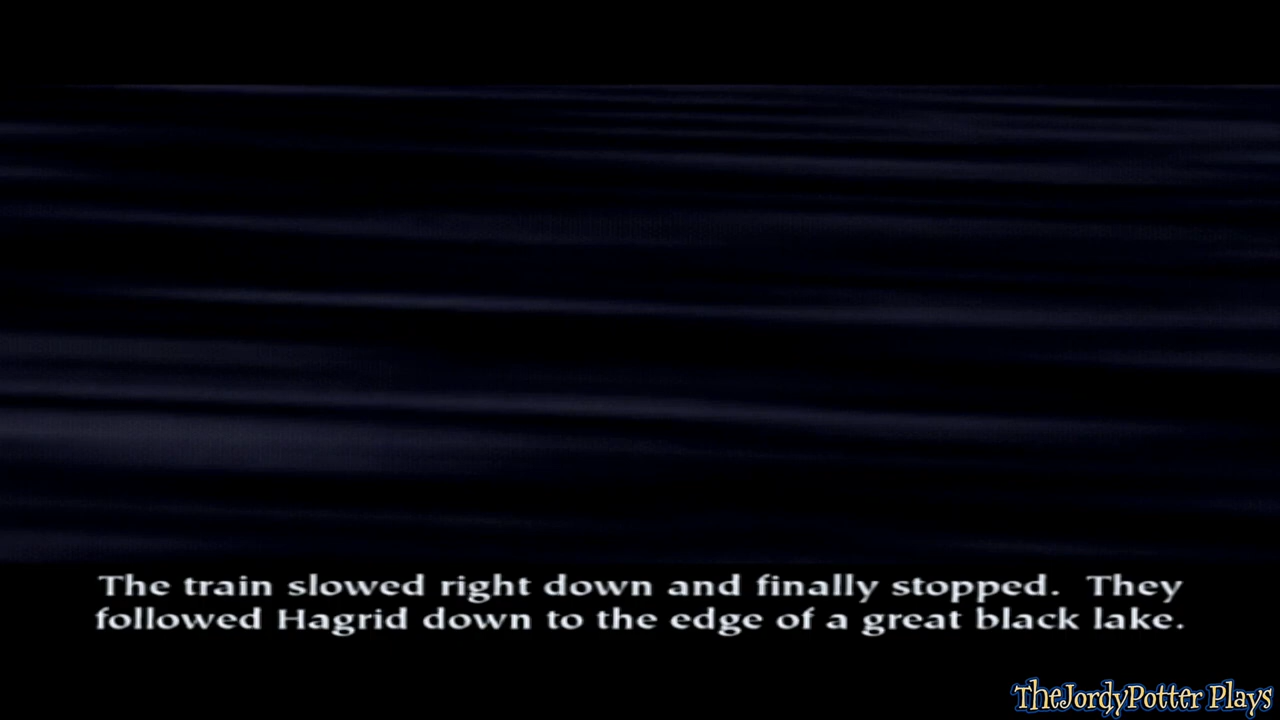 The train slowed right down and finally stopped.  They
followed Hagrid down to the edge of a great black lake.
TheJordyPotter Plays